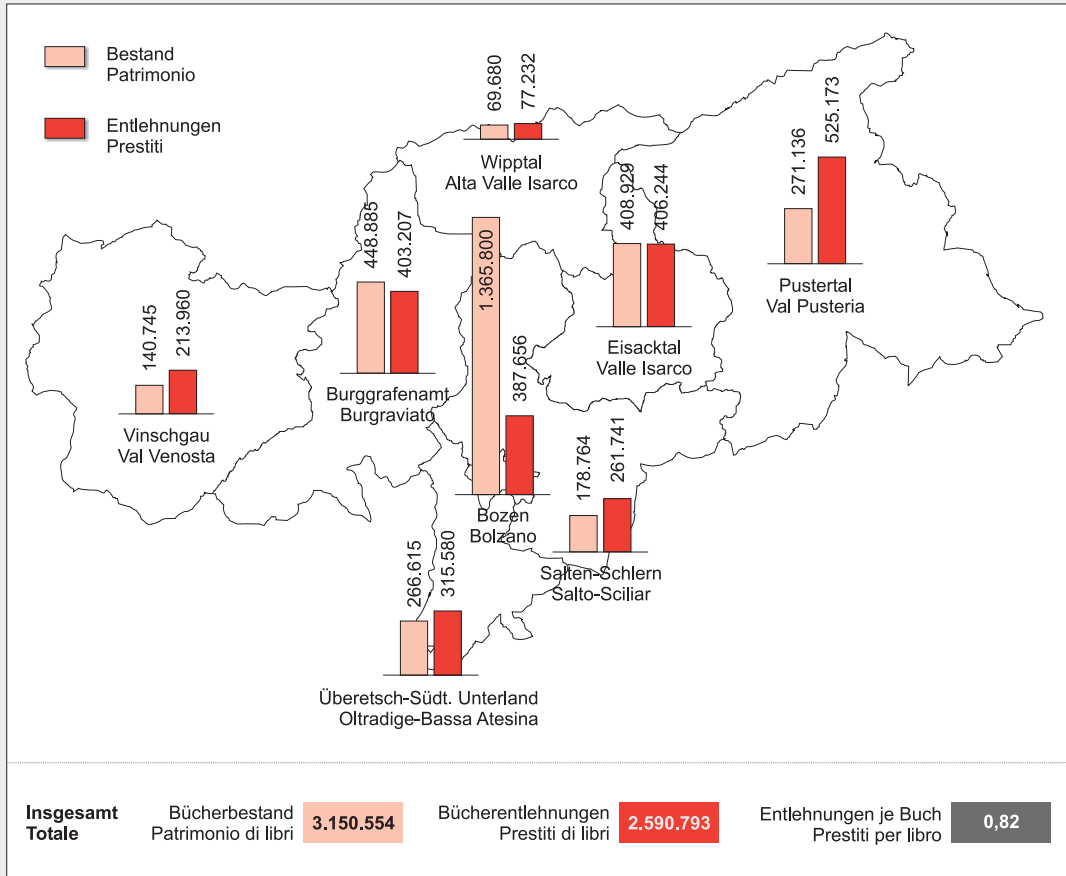 Bestand
Patrimonio
Entlehnungen
Prestiti
69.680
77.232
Wipptal
Alta Valle Isarco
271.136
525.173
Pustertal
Val Pusteria
408.929
406.244
Eisacktal
Valle Isarco
448.885
403.207
Burggrafenamt
Burgraviato
140.745
213.960
Vinschgau
Val Venosta
1.365.800
387.656
Bozen
Bolzano
178.764
261.741
Salten-Schlern
Salto-Sciliar
266.615
315.580
Überetsch-Südt. Unterland
Oltradige-Bassa Atesina
Insgesamt
Totale
Bücherbestand
Patrimonio di libri
3.150.554
Bücherentlehnungen
Prestiti di libri
2.590.793
Entlehnungen je Buch
Prestiti per libro
0,82